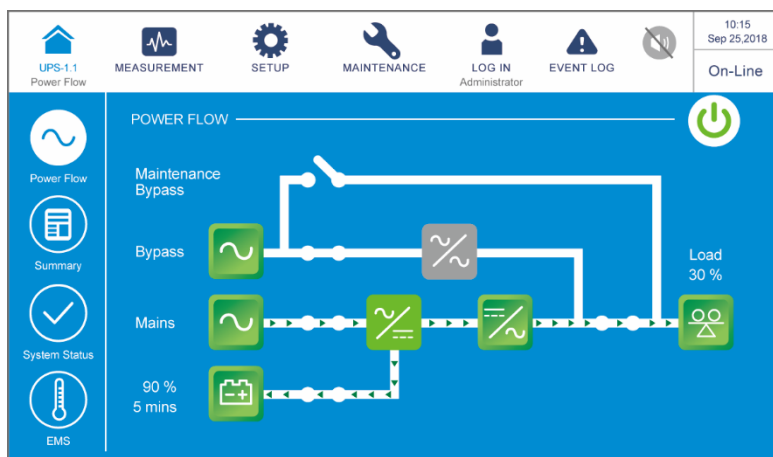 10:15
Sep 25,2018
UPS-1.1
Power Flow
MEASUREMENT
SETUP
MAINTENANCE
LOG IN
Administrator
EVENT LOG
On-Line
POWER FLOW
Power Flow
Maintenance
Bypass
Bypass
Summary
Load
30 %
Mains
System Status
90 %
5 mins
EMS